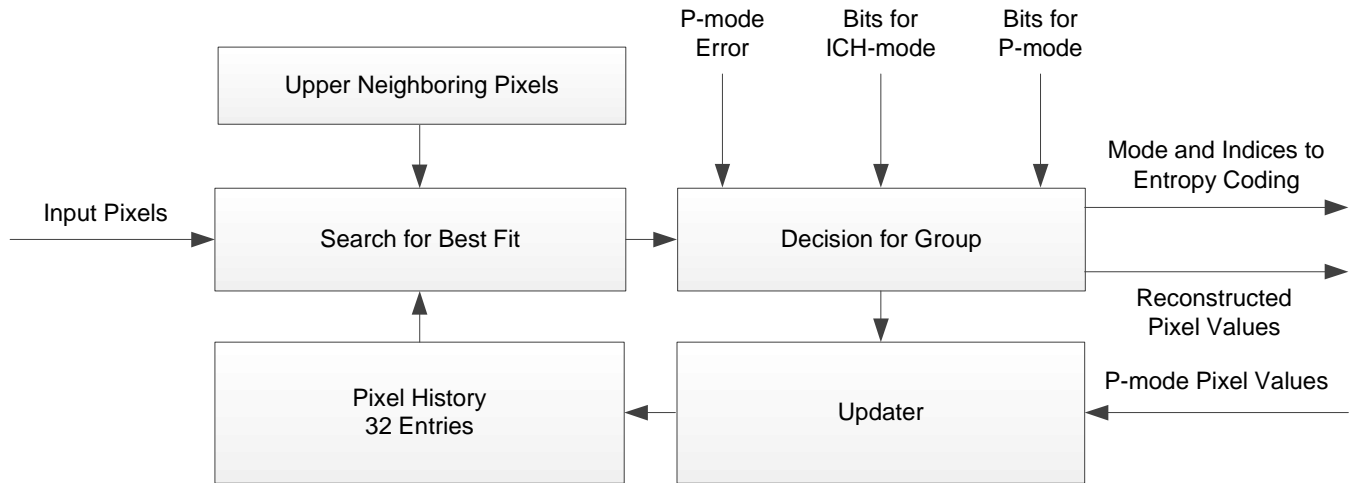 P-mode
Error
Bits for
ICH-mode
Bits for
P-mode
Upper Neighboring Pixels
Mode and Indices to
Entropy Coding
Input Pixels
Search for Best Fit
Decision for Group
Reconstructed
Pixel Values
Pixel History
32 Entries
Updater
P-mode Pixel Values